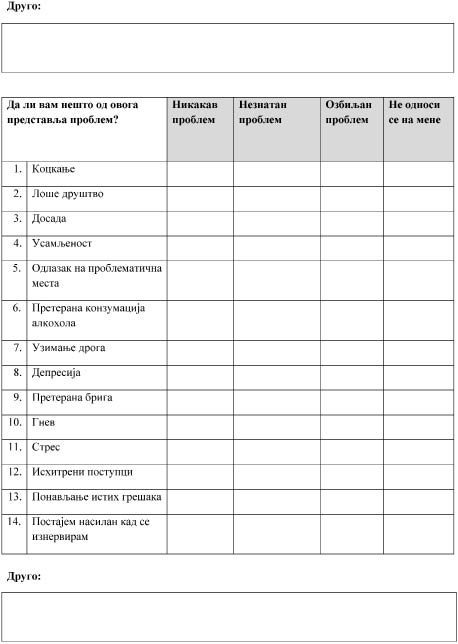 Друго:
Да ли вам нешто од овога Никакав Незнатан Озбиљан Не односи
представља проблем? проблем проблем проблем се на мене
1. Коцкање
2. Лоше друштво
3. Досада
4. Усамљеност
5. Одлазак на проблематична
места
6. Претерана конзумација
алкохола
7. Узимање дрога
8. Депресија
9. Претерана брига
10. Гнев
11. Стрес
12. Исхитрени поступци
13. Понављање истих грешака
14. Постајем насилан кад се
изнервирам
Друго: